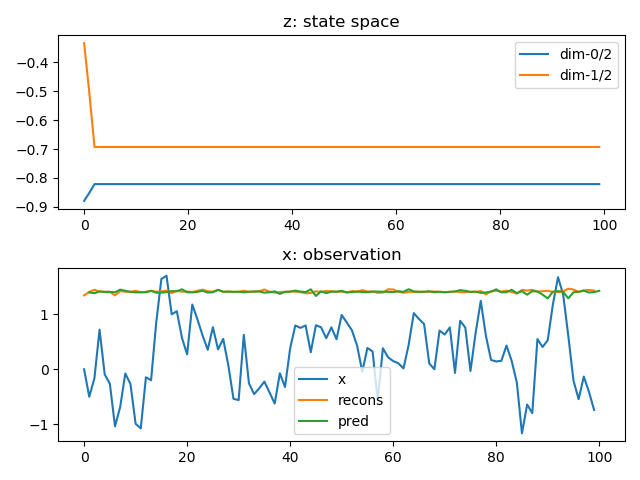 z: state space
−0.4
−0.5
−0.6
−0.7
−0.8
−0.9
dim-0/2
dim-1/2
0 20 40 60 80 100
x: observation
1
0
−1
x
recons
pred
0 20 40 60 80 100